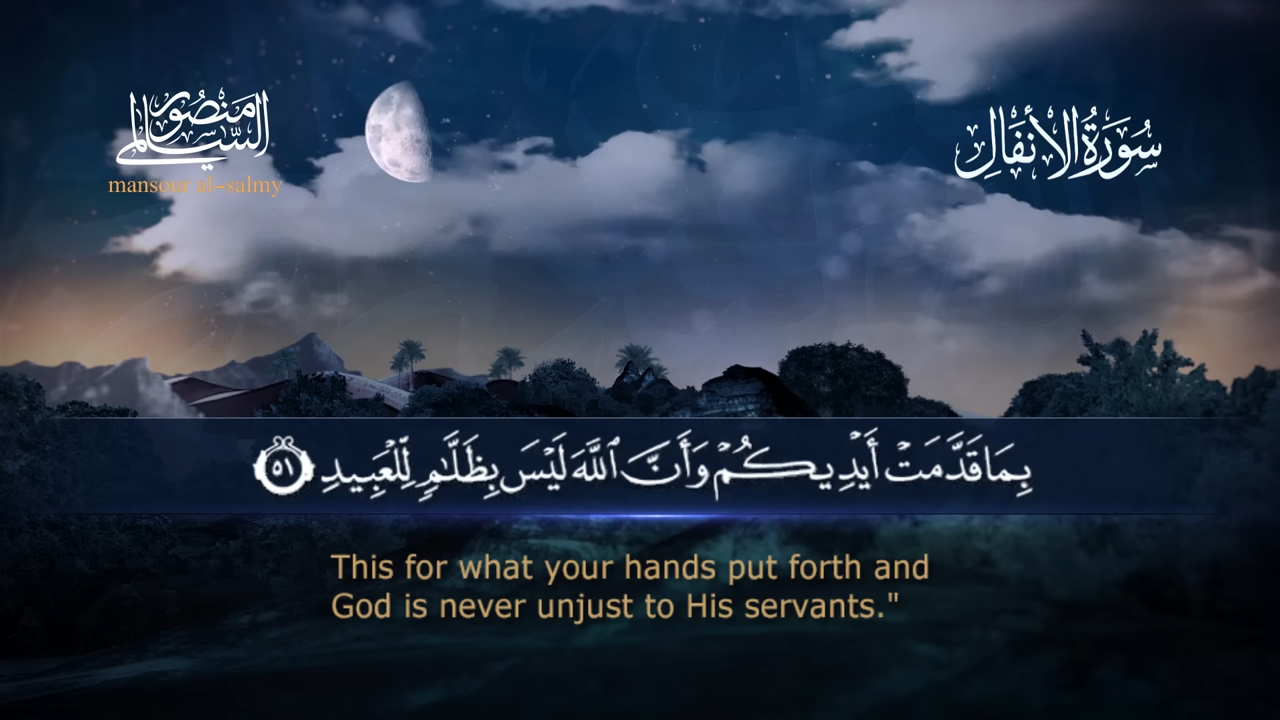 منصور السالمي
mansour al-salmy
سُورَةُ الأَنفَالِ
بِمَا قَدَّمَتْ أَيْدِيكُمْ وَأَنَّ ٱللَّهَ لَيْسَ بِظَلَّٰمٍ لِّلْعَبِيدِ ٥١
This for what your hands put forth and
God is never unjust to His servants."